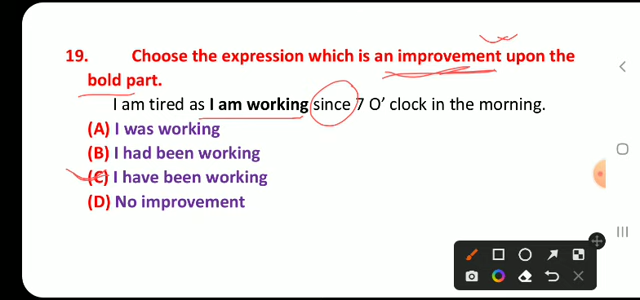 19. Choose the expression which is an improvement upon the
bold part.
I am tired as I am working since 7 O’ clock in the morning.
(A) I was working
(B) I had been working
(C) I have been working
(D) No improvement